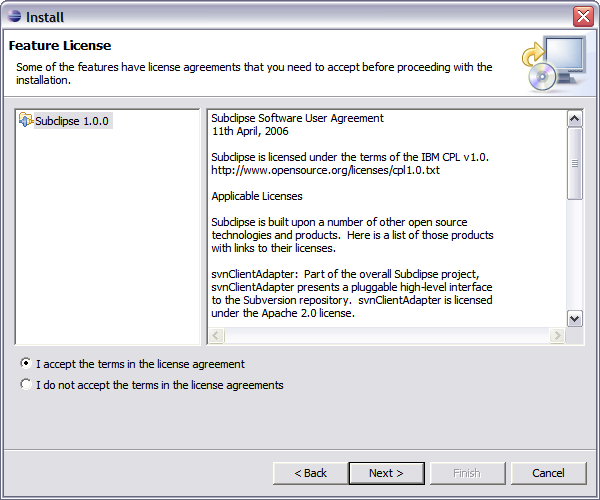 Install
Feature License
Some of the features have license agreements that you need to accept before proceeding with the
installation.
Subclipse 1.0.0
Subclipse Software User Agreement
11th April, 2006
Subclipse is licensed under the terms of the IBM CPL v1.0.
http://www.opensource.org/licenses/cpl1.0.txt
Applicable Licenses
Subclipse is built upon a number of other open source
technologies and products.  Here is a list of those products
with links to their licenses.
svnClientAdapter:  Part of the overall Subclipse project,
svnClientAdapter presents a pluggable high-level interface
to the Subversion repository.  svnClientAdapter is licensed
under the Apache 2.0 license.
I accept the terms in the license agreement
I do not accept the terms in the license agreements
< Back
Next >
Finish
Cancel